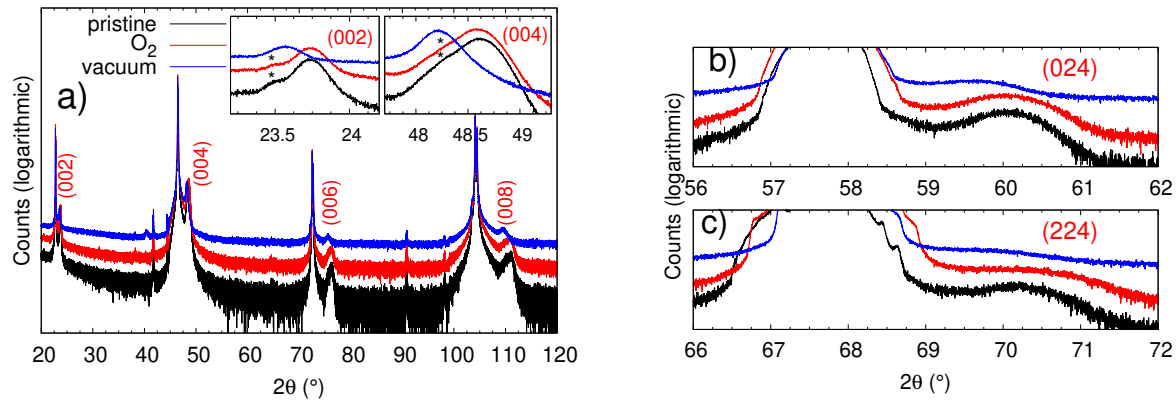 pristine
O2
vacuum
a)
(002)
(004)
23.5 24
48 48.5 49
Counts (logarithmic)
(002)
(004)
(006)
(008)
*
*
*
*
20 30 40 50 60 70 80 90 100 110 120
2θ (°)
b)
(024)
56 57 58 59 60 61 62
Counts (logarithmic)
c)
(224)
66 67 68 69 70 71 72
2θ (°)